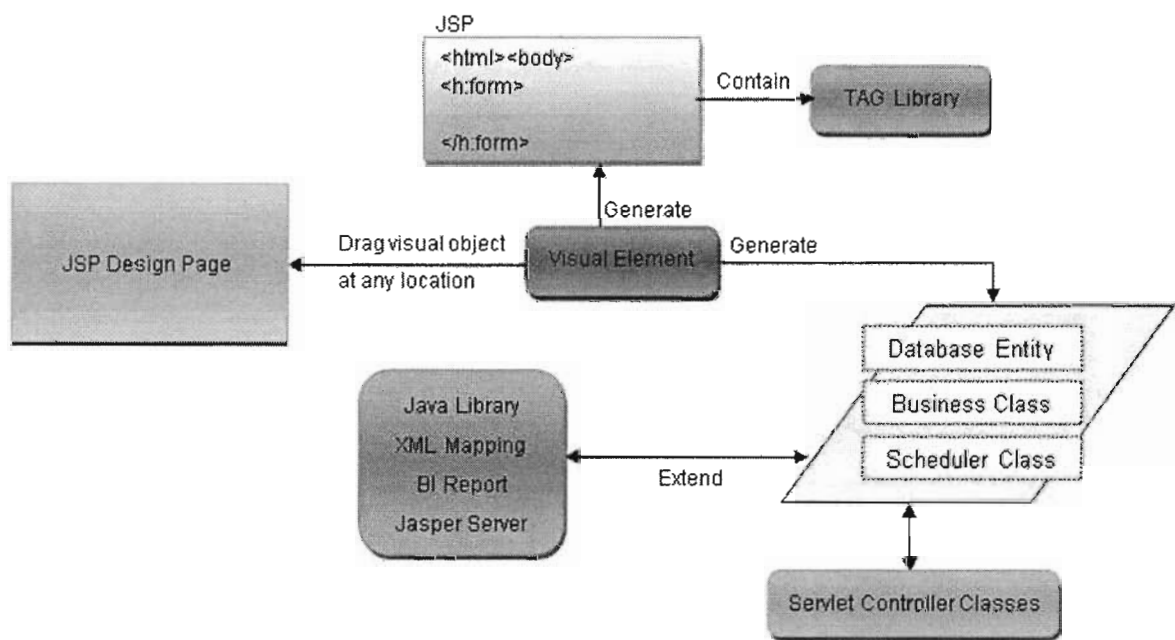 JSP
<html><body>
<h:form>
</h:form>
Contain
TAG Library
Generate
JSP Design Page
Drag visual object
at any location
Visual Element
Generate
Database Entity
Business Class
Scheduler Class
Java Library
XML Mapping
BI Report
Jasper Server
Extend
Servlet Controller Classes